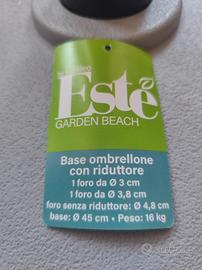 Estè
GARDEN BEACH
Base ombrellone
con riduttore
1 foro da Ø 3 cm
1 foro da Ø 3,8 cm
foro senza riduttore: Ø 4,8 cm
base: Ø 45 cm • Peso: 16 kg